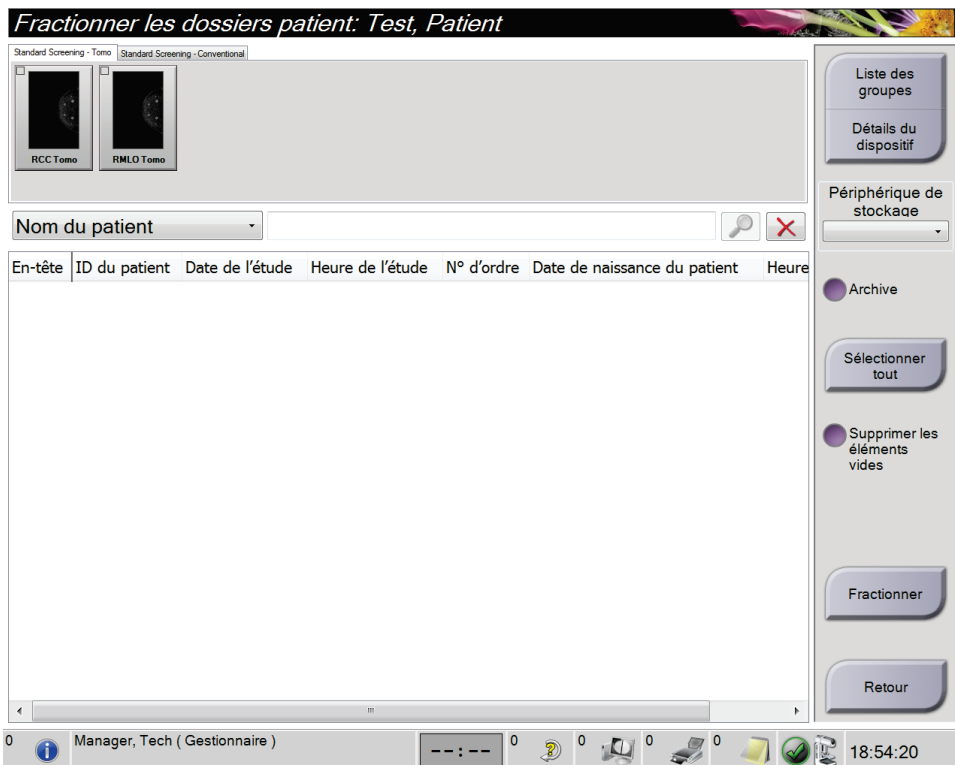 Fractionner les dossiers patient: Test, Patient
Standard Screening - Tomo
Standard Screening - Conventional
RCC Tomo
RMLO Tomo
Nom du patient
En-tête ID du patient Date de l'étude Heure de l'étude N° d'ordre Date de naissance du patient Heure
Liste des
groupes
Détails du
dispositif
Périphérique de
stockage
Archive
Sélectionner
tout
Supprimer les
éléments
vides
Fractionner
Retour
0 Manager, Tech ( Gestionnaire ) --:-- 0 0 0 0 18:54:20